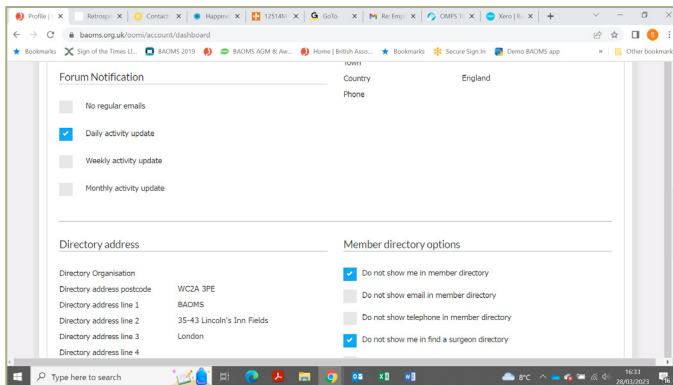 Profile |
Retrospe
Contacts
Happines
12514M
GoTo
Re: Emp
OMFS T
Xero | R
baoms.org.uk/oomi/account/dashboard
Bookmarks
Sign of the Times Ll...
BAOMS 2019
BAOMS AGM & Aw...
Home | British Asso...
Bookmarks
Secure Sign In
Demo BAOMS app
»
Other bookmark
Forum Notification
No regular emails
Daily activity update
Weekly activity update
Monthly activity update
Town
Country England
Phone
Directory address
Directory Organisation
Directory address postcode WC2A 3PE
Directory address line 1 BAOMS
Directory address line 2 35-43 Lincoln's Inn Fields
Directory address line 3 London
Directory address line 4
Member directory options
Do not show me in member directory
Do not show email in member directory
Do not show telephone in member directory
Do not show me in find a surgeon directory
Type here to search
8°C
16:33
28/03/2023
16